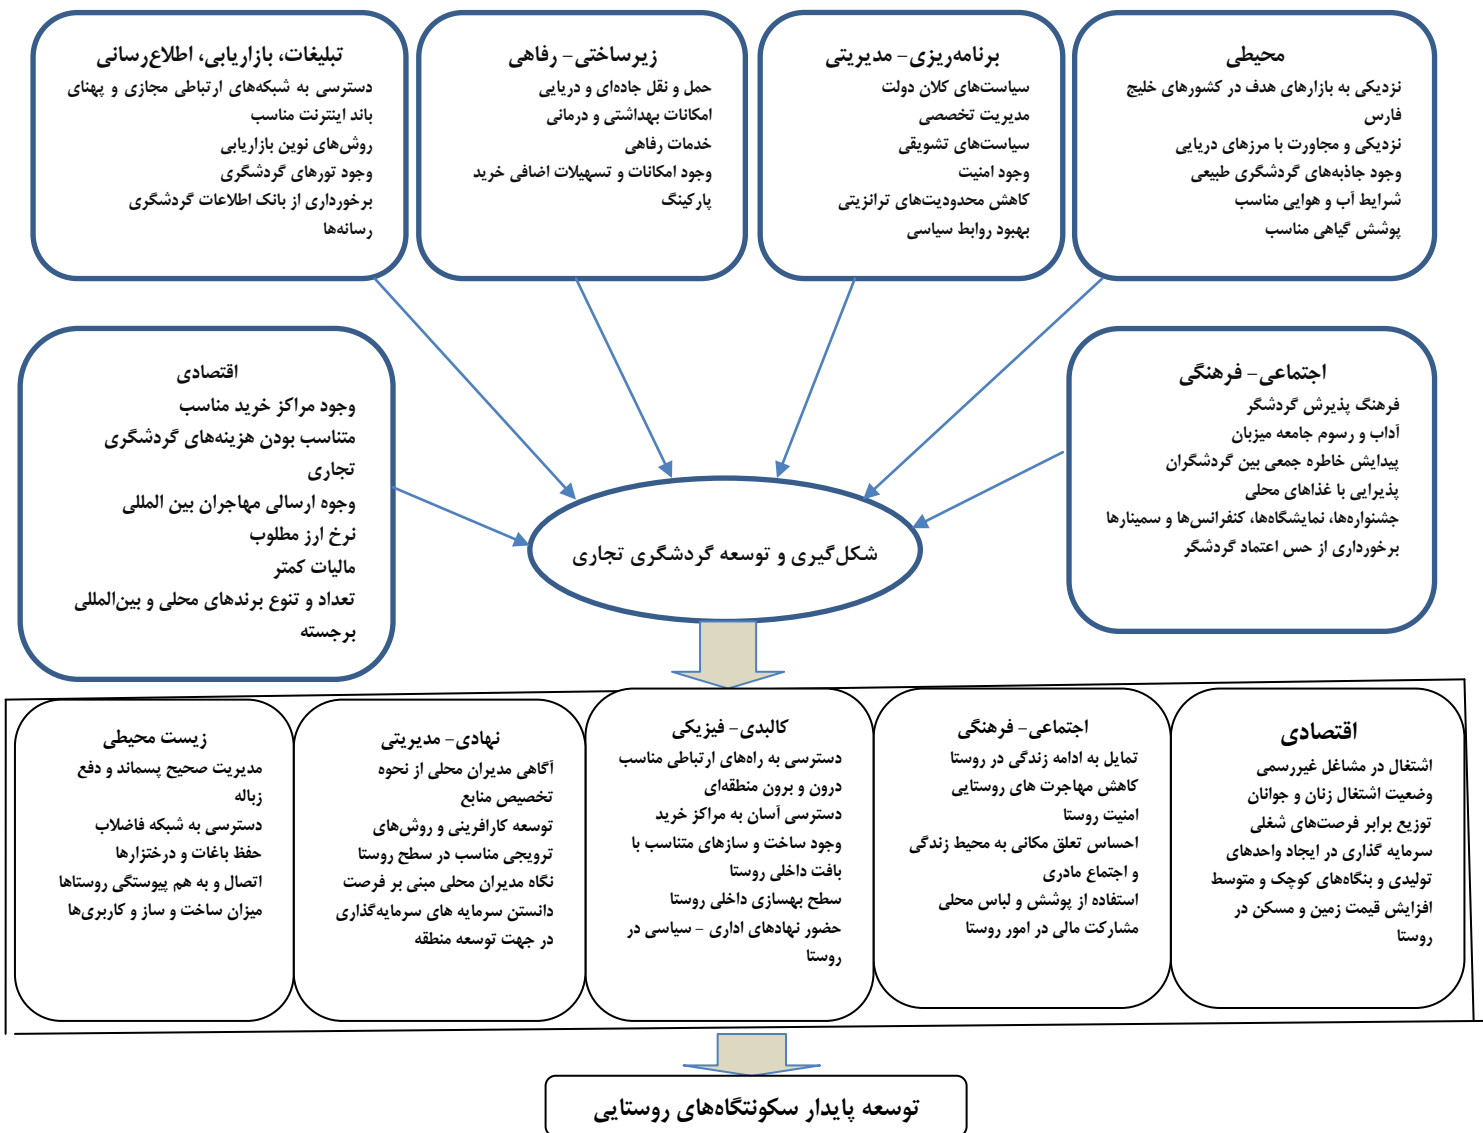 محیطی
نزدیکی به بازارهای هدف در کشورهای خلیج
فارس
نزدیکی و مجاورت با مرزهای دریایی
وجود جاذبه‌های گردشگری طبیعی
شرایط آب و هوایی مناسب
پوشش گیاهی مناسب
برنامه‌ریزی- مدیریتی
سیاست‌های کلان دولت
مدیریت تخصصی
سیاست‌های تشویقی
وجود امنیت
کاهش محدودیت‌های ترانزیتی
بهبود روابط سیاسی
زیرساختی- رفاهی
حمل و نقل جاده‌ای و دریایی
امکانات بهداشتی و درمانی
خدمات رفاهی
وجود امکانات و تسهیلات اضافی خرید
پارکینگ
تبلیغات، بازاریابی، اطلاع‌رسانی
دسترسی به شبکه‌های ارتباطی مجازی و پهنای
باند اینترنت مناسب
روش‌های نوین بازاریابی
وجود تورهای گردشگری
برخورداری از بانک اطلاعات گردشگری
رسانه‌ها
اجتماعی- فرهنگی
فرهنگ پذیرش گردشگر
آداب و رسوم جامعه میزبان
پیدایش خاطره جمعی بین گردشگران
پذیرایی با غذاهای محلی
جشنواره‌ها، نمایشگاه‌ها، کنفرانس‌ها و سمینارها
برخورداری از حس اعتماد گردشگر
اقتصادی
وجود مراکز خرید مناسب
متناسب بودن هزینه‌های گردشگری
تجاری
وجوه ارسالی مهاجران بین المللی
نرخ ارز مطلوب
مالیات کمتر
تعداد و تنوع برندهای محلی و بین‌المللی
برجسته
شکل‌گیری و توسعه گردشگری تجاری
اقتصادی
اشتغال در مشاغل غیررسمی
وضعیت اشتغال زنان و جوانان
توزیع برابر فرصت‌های شغلی
سرمایه گذاری در ایجاد واحدهای
تولیدی و بنگاه‌های کوچک و متوسط
افزایش قیمت زمین و مسکن در
روستا
اجتماعی- فرهنگی
تمایل به ادامه زندگی در روستا
کاهش مهاجرت های روستایی
امنیت روستا
احساس تعلق مکانی به محیط زندگی
و اجتماع مادری
استفاده از پوشش و لباس محلی
مشارکت مالی در امور روستا
کالبدی- فیزیکی
دسترسی به راه‌های ارتباطی مناسب
درون و برون منطقه‌ای
دسترسی آسان به مراکز خرید
وجود ساخت و سازهای متناسب با
بافت داخلی روستا
سطح بهسازی داخلی روستا
حضور نهادهای اداری - سیاسی در
روستا
نهادی- مدیریتی
آگاهی مدیران محلی از نحوه
تخصیص منابع
توسعه کارافرینی و روش‌های
ترویجی مناسب در سطح روستا
نگاه مدیران محلی مبنی بر فرصت
دانستن سرمایه های سرمایه‌گذاری
در جهت توسعه منطقه
زیست محیطی
مدیریت صحیح پسماند و دفع
زباله
دسترسی به شبکه فاضلاب
حفظ باغات و درختزارها
اتصال و به هم پیوستگی روستاها
میزان ساخت و ساز و کاربری‌ها
توسعه پایدار سکونتگاه‌های روستایی